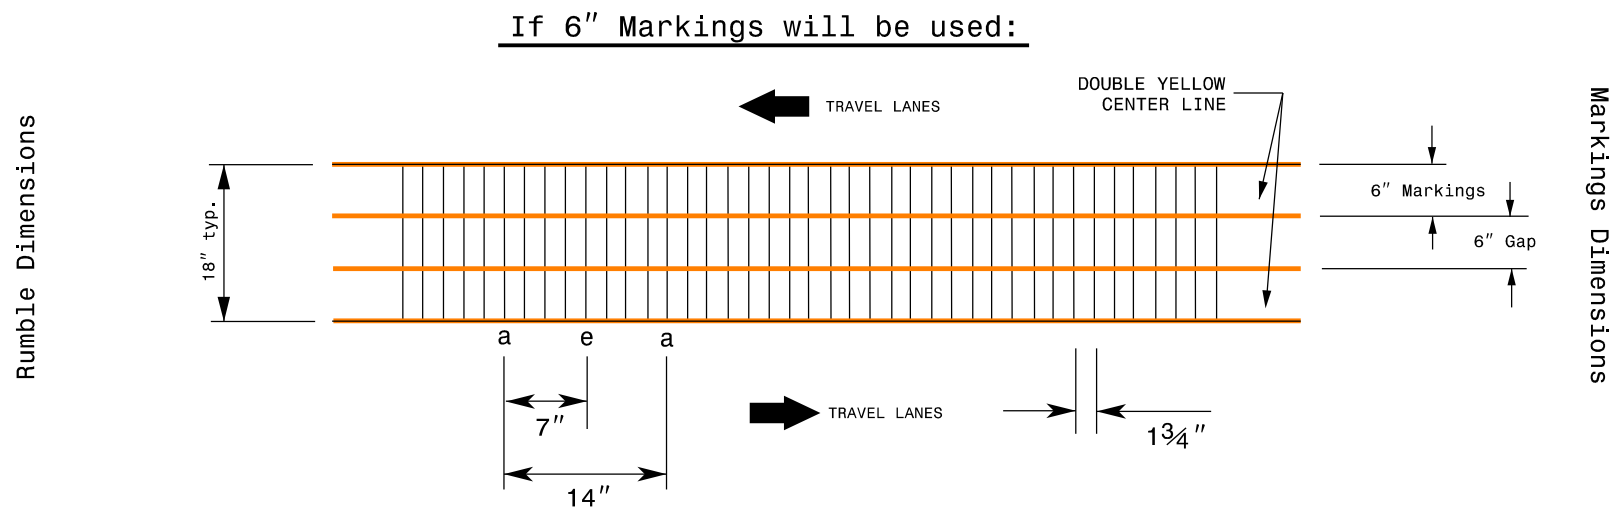 If 6" Markings will be used:
DOUBLE YELLOW
CENTER LINE
TRAVEL LANES
Rumble Dimensions
Markings Dimensions
18" typ.
6" Markings
6" Gap
a
e
a
7"
TRAVEL LANES
1¾"
14"